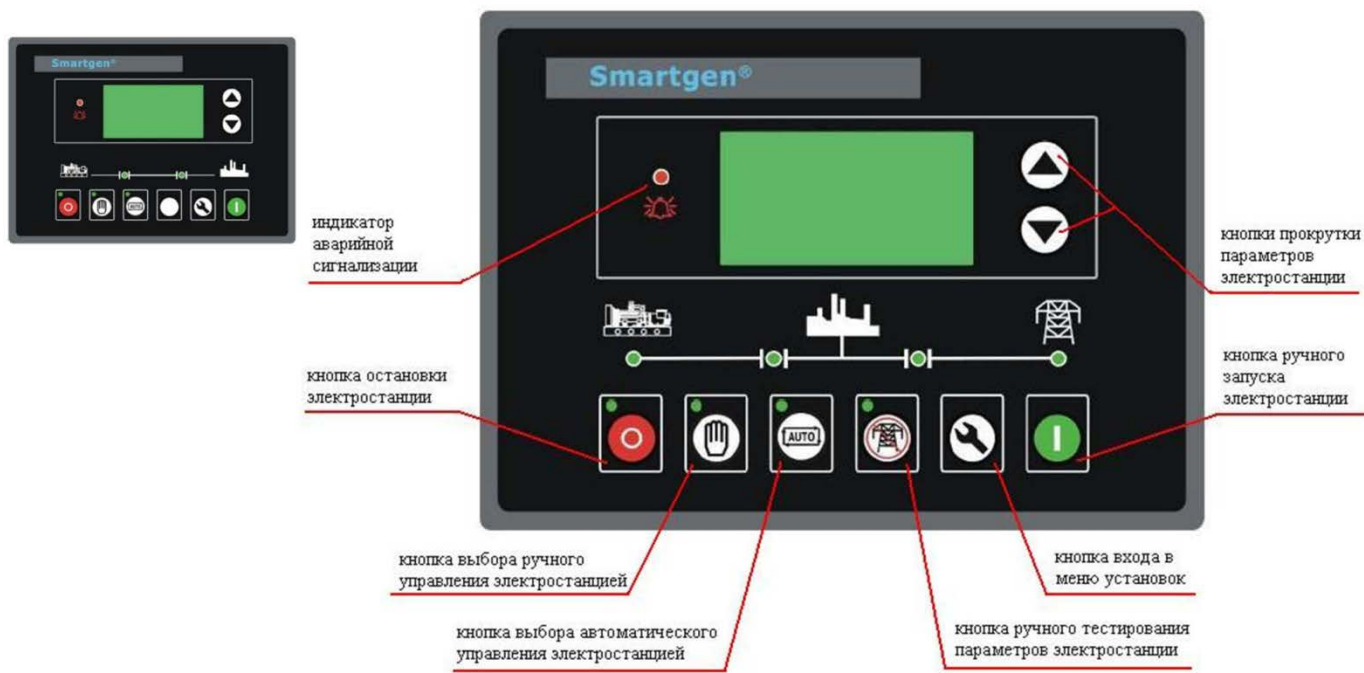 Smartgen®
AUTO
Smartgen®
индикатор
аварийной
сигнализации
кнопки прокрутки
параметров
электростанции
кнопка остановки
электростанции
кнопка ручного
запуска
электростанции
AUTO
кнопка выбора ручного
управления электростанцией
кнопка входа в
меню установок
кнопка выбора автоматического
управления электростанцией
кнопка ручного тестирования
параметров электростанции